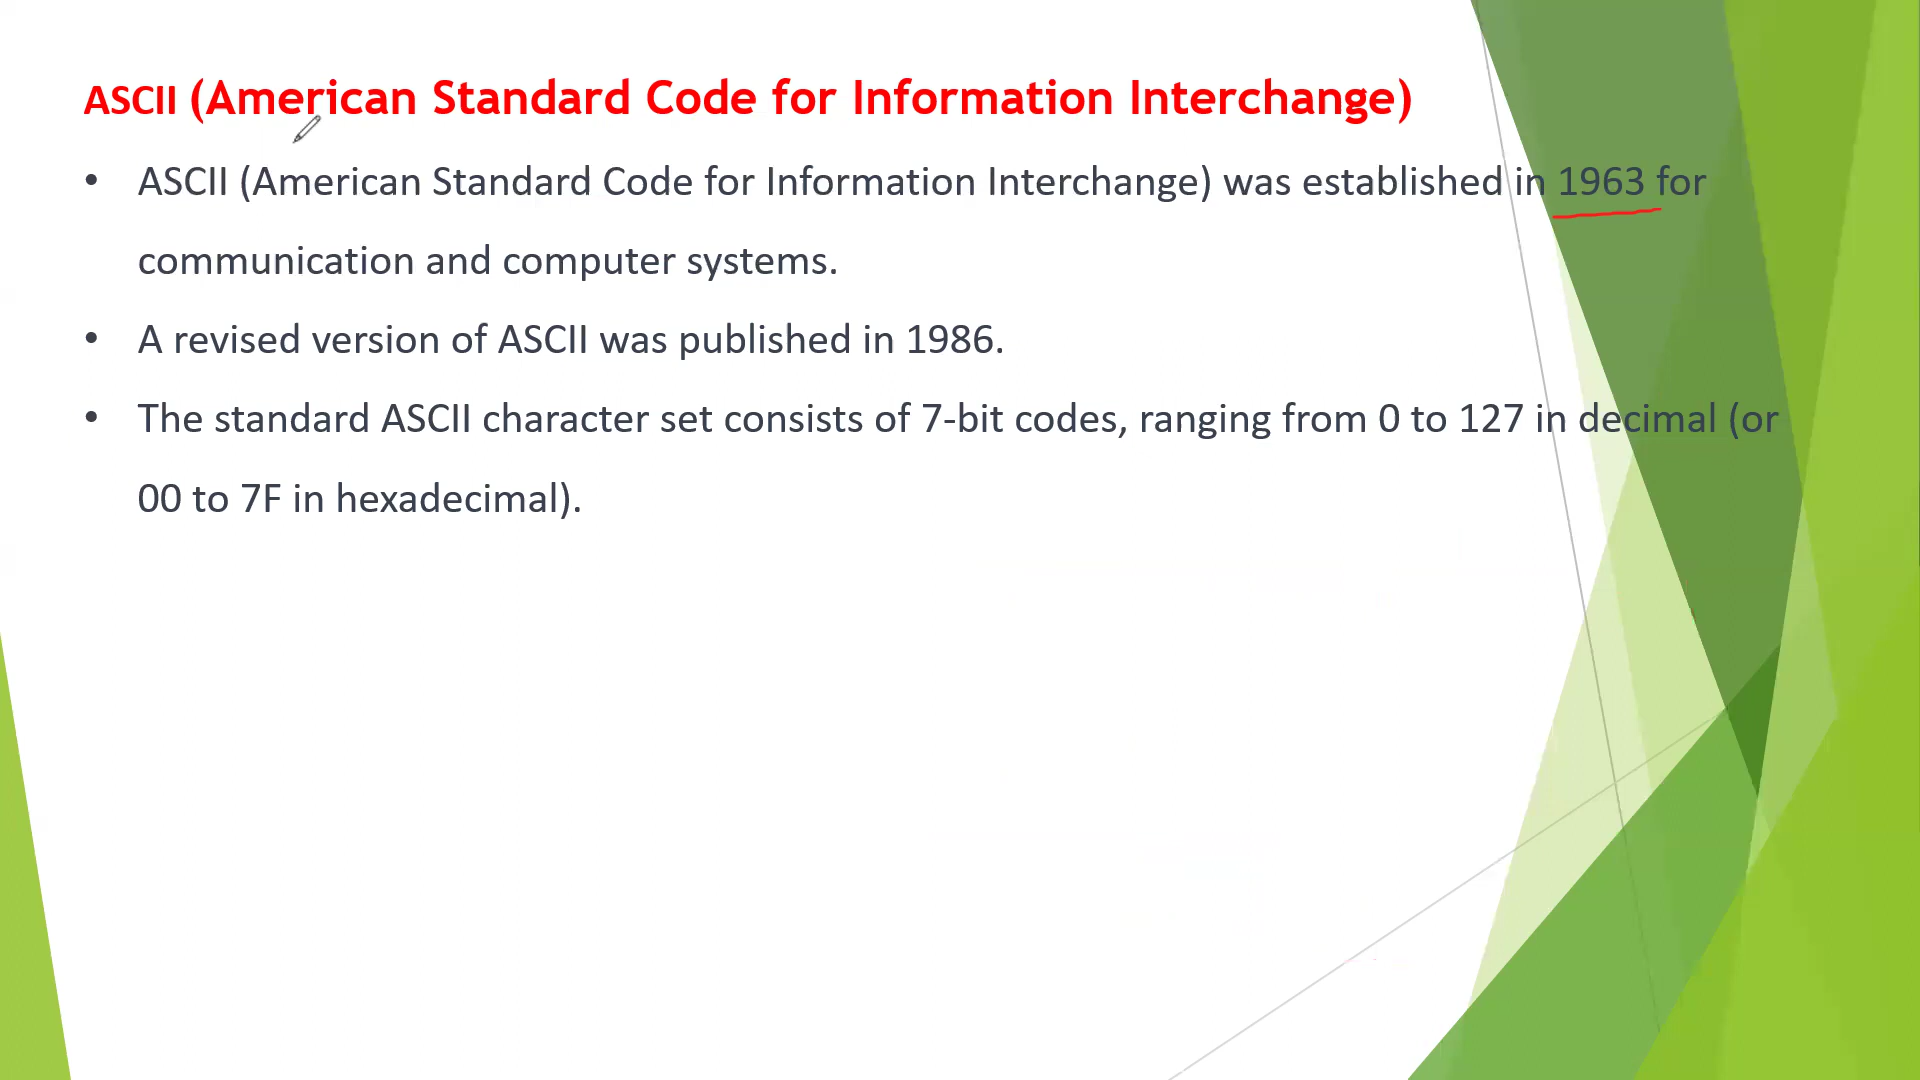 ASCII (American Standard Code for Information Interchange)
• ASCII (American Standard Code for Information Interchange) was established in 1963 for
communication and computer systems.
• A revised version of ASCII was published in 1986.
• The standard ASCII character set consists of 7-bit codes, ranging from 0 to 127 in decimal (or
00 to 7F in hexadecimal).